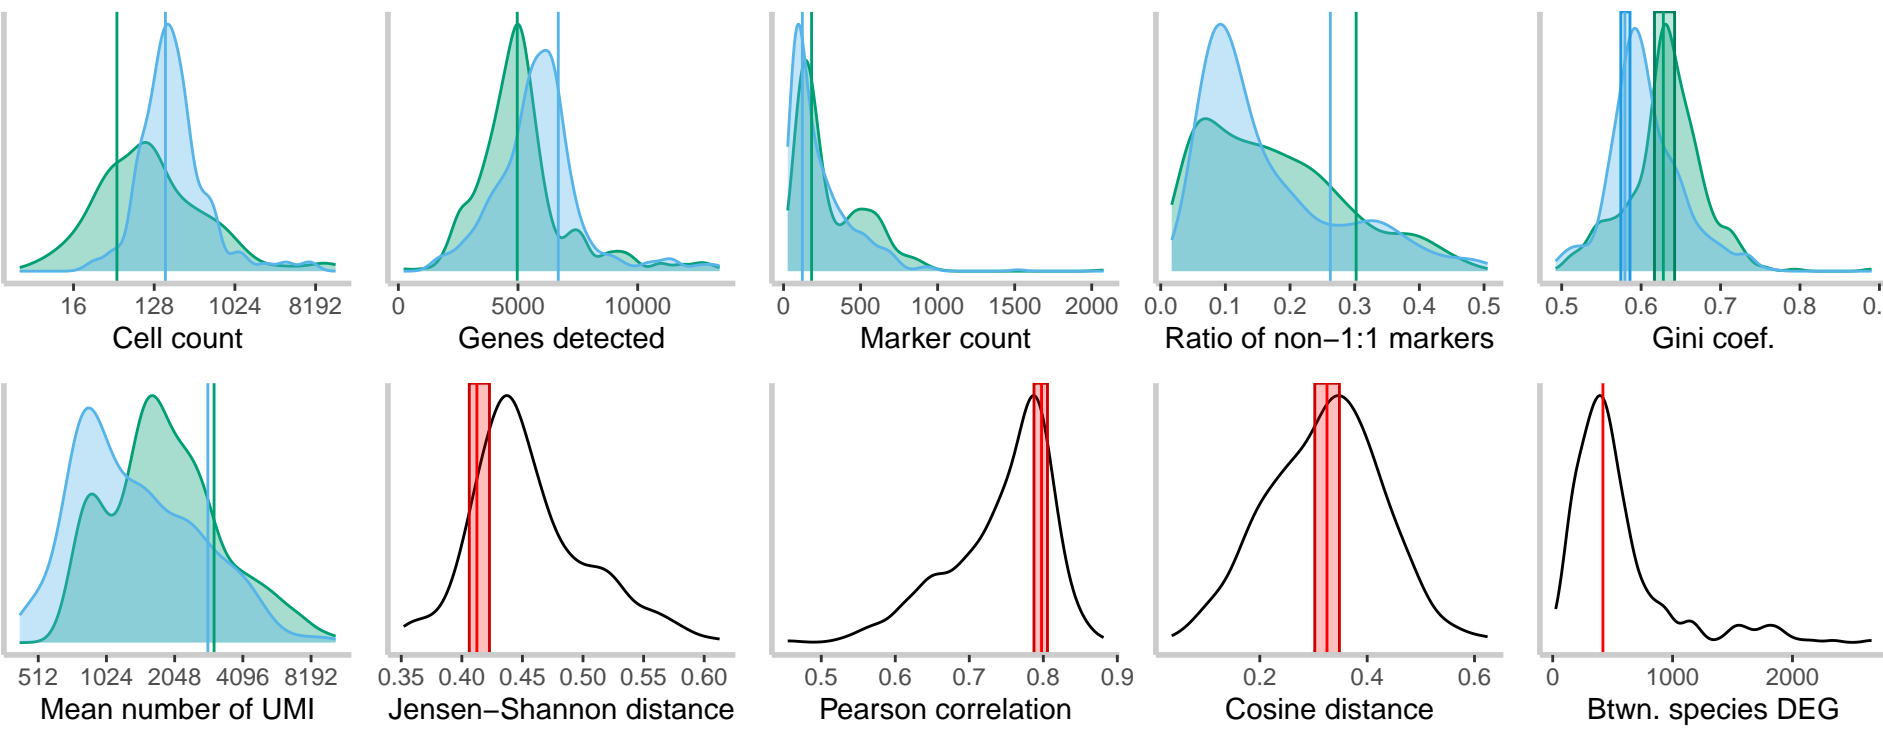 16 128 1024 8192
Cell count
0 5000 10000
Genes detected
0 500 1000 1500 2000
Marker count
0.0 0.1 0.2 0.3 0.4 0.5
Ratio of non−1:1 markers
0.5 0.6 0.7 0.8 0.
Gini coef.
512 1024 2048 4096 8192
Mean number of UMI
0.35 0.40 0.45 0.50 0.55 0.60
Jensen−Shannon distance
0.5 0.6 0.7 0.8 0.9
Pearson correlation
0.2 0.4 0.6
Cosine distance
0 1000 2000
Btwn. species DEG